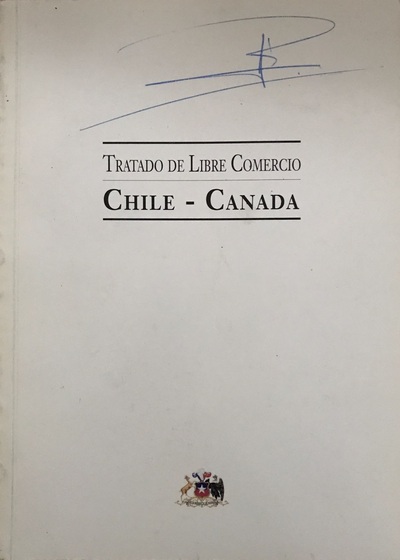 TRATADO DE LIBRE COMERCIO
CHILE - CANADA